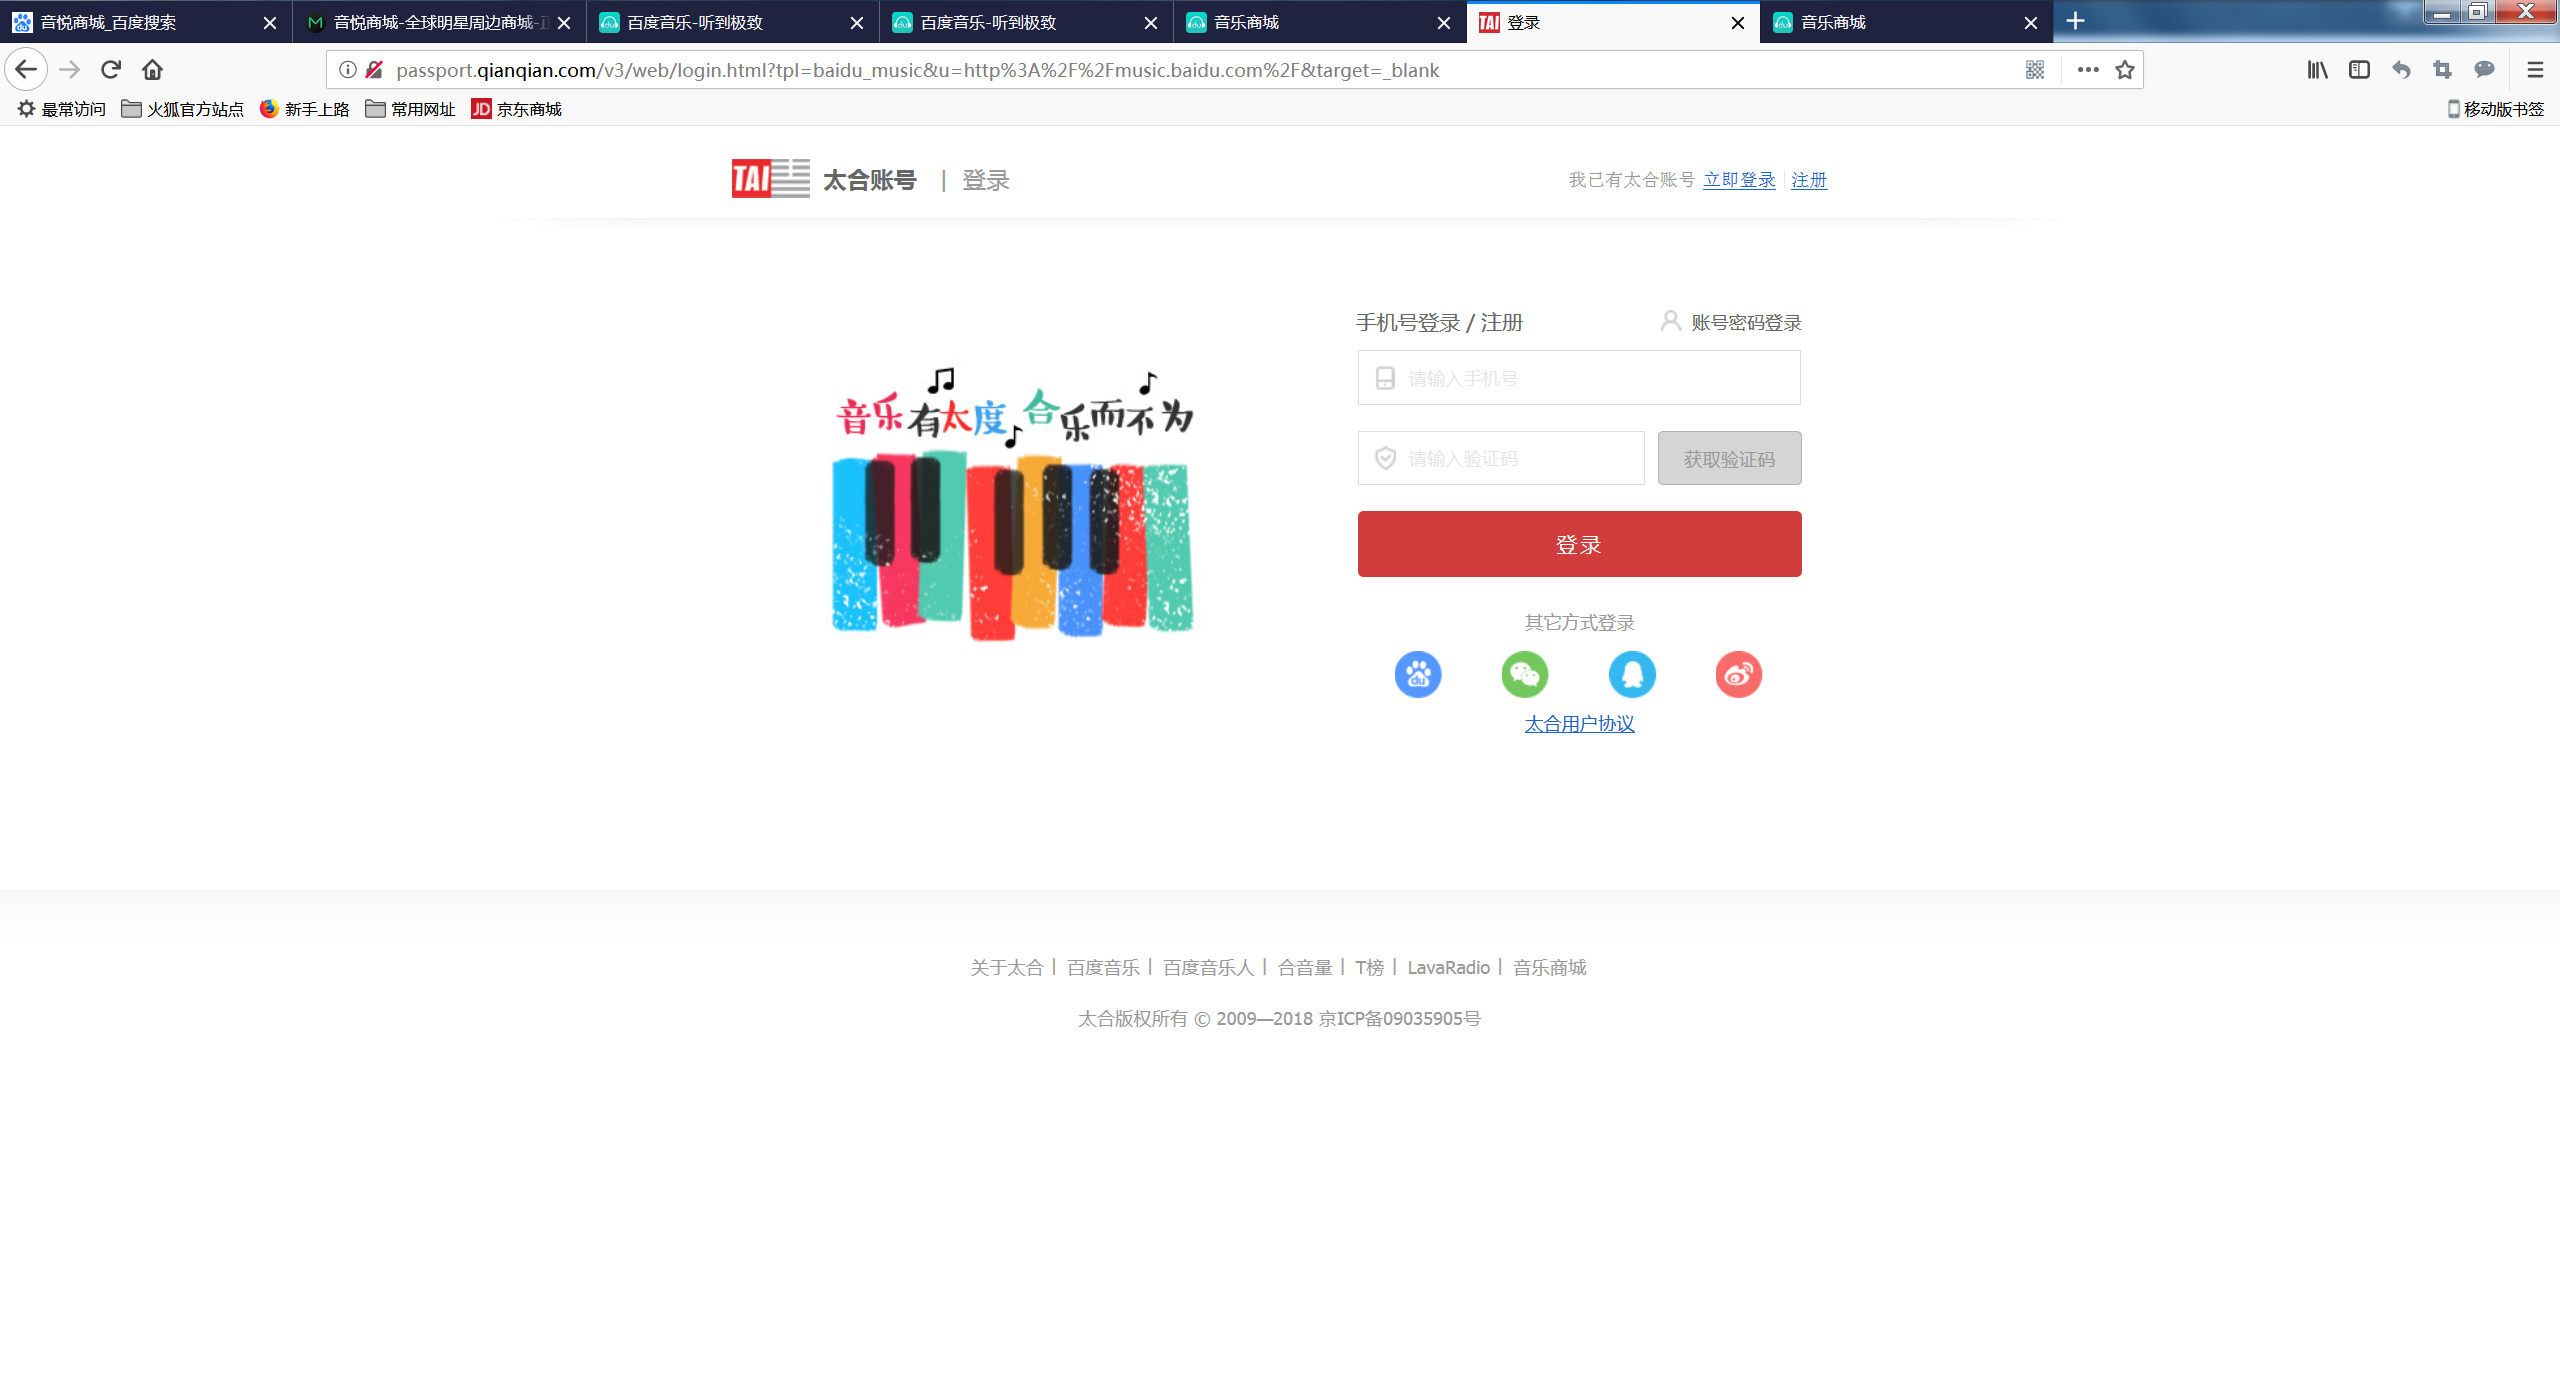 音悦商城_百度搜索
音悦商城-全球明星周边商城-
百度音乐-听到极致
百度音乐-听到极致
音乐商城
登录
音乐商城
passport.qianqian.com/v3/web/login.html?tpl=baidu_music&u=http%3A%2F%2Fmusic.baidu.com%2F&target=_blank
最常访问
火狐官方站点
新手上路
常用网址
JD 京东商城
移动版书签
TAI 太合账号 | 登录
我已有太合账号 立即登录 | 注册
手机号登录 / 注册
账号密码登录
请输入手机号
音乐有太度 合乐而不为
请输入验证码
获取验证码
登录
其它方式登录
太合用户协议
关于太合 | 百度音乐 | 百度音乐人 | 合音量 | T榜 | LavaRadio | 音乐商城
太合版权所有 © 2009—2018 京ICP备09035905号